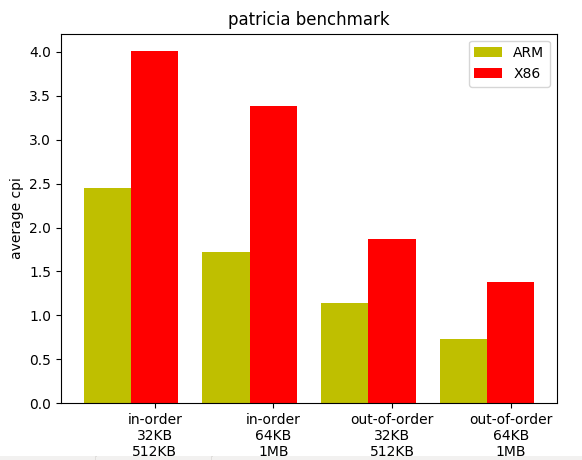 patricia benchmark
ARM
X86
average cpi
4.0
3.5
3.0
2.5
2.0
1.5
1.0
0.5
0.0
in-order in-order out-of-order out-of-order
32KB 64KB 32KB 64KB
512KB 1MB 512KB 1MB